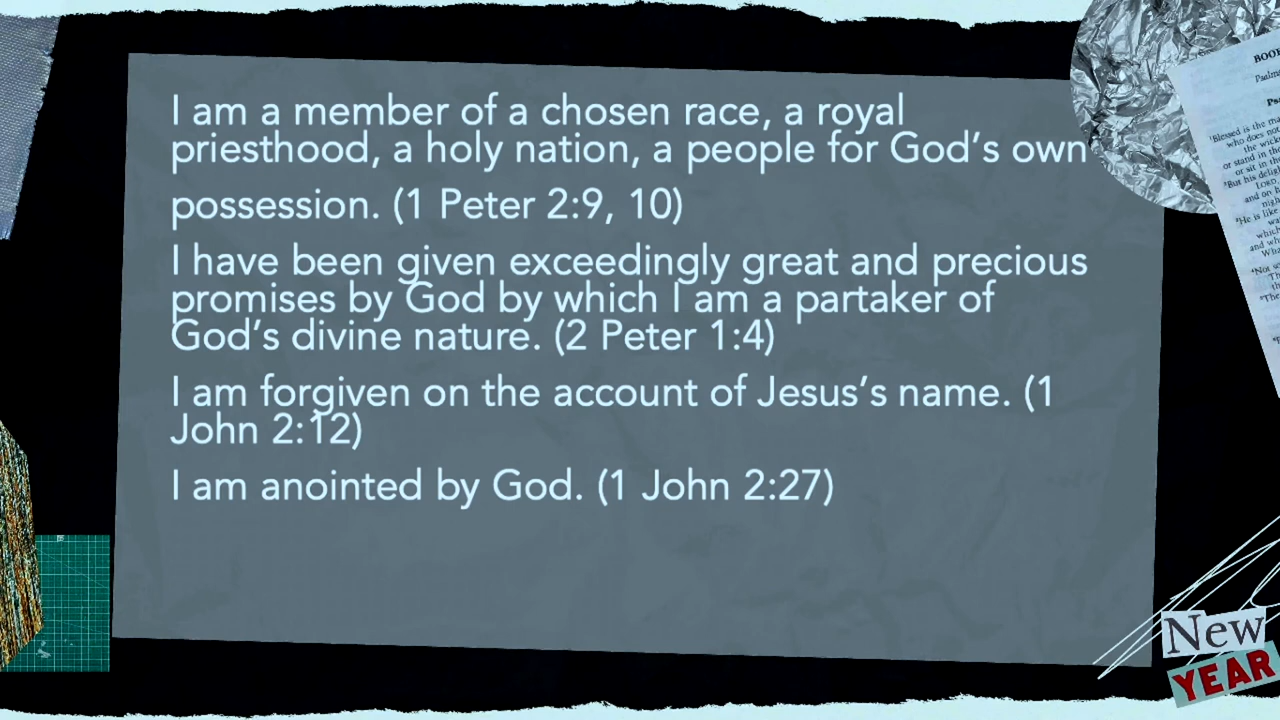 I am a member of a chosen race, a royal
priesthood, a holy nation, a people for God’s own
possession. (1 Peter 2:9, 10)
I have been given exceedingly great and precious
promises by God by which I am a partaker of
God’s divine nature. (2 Peter 1:4)
I am forgiven on the account of Jesus’s name. (1
John 2:12)
I am anointed by God. (1 John 2:27)
New
YEAR